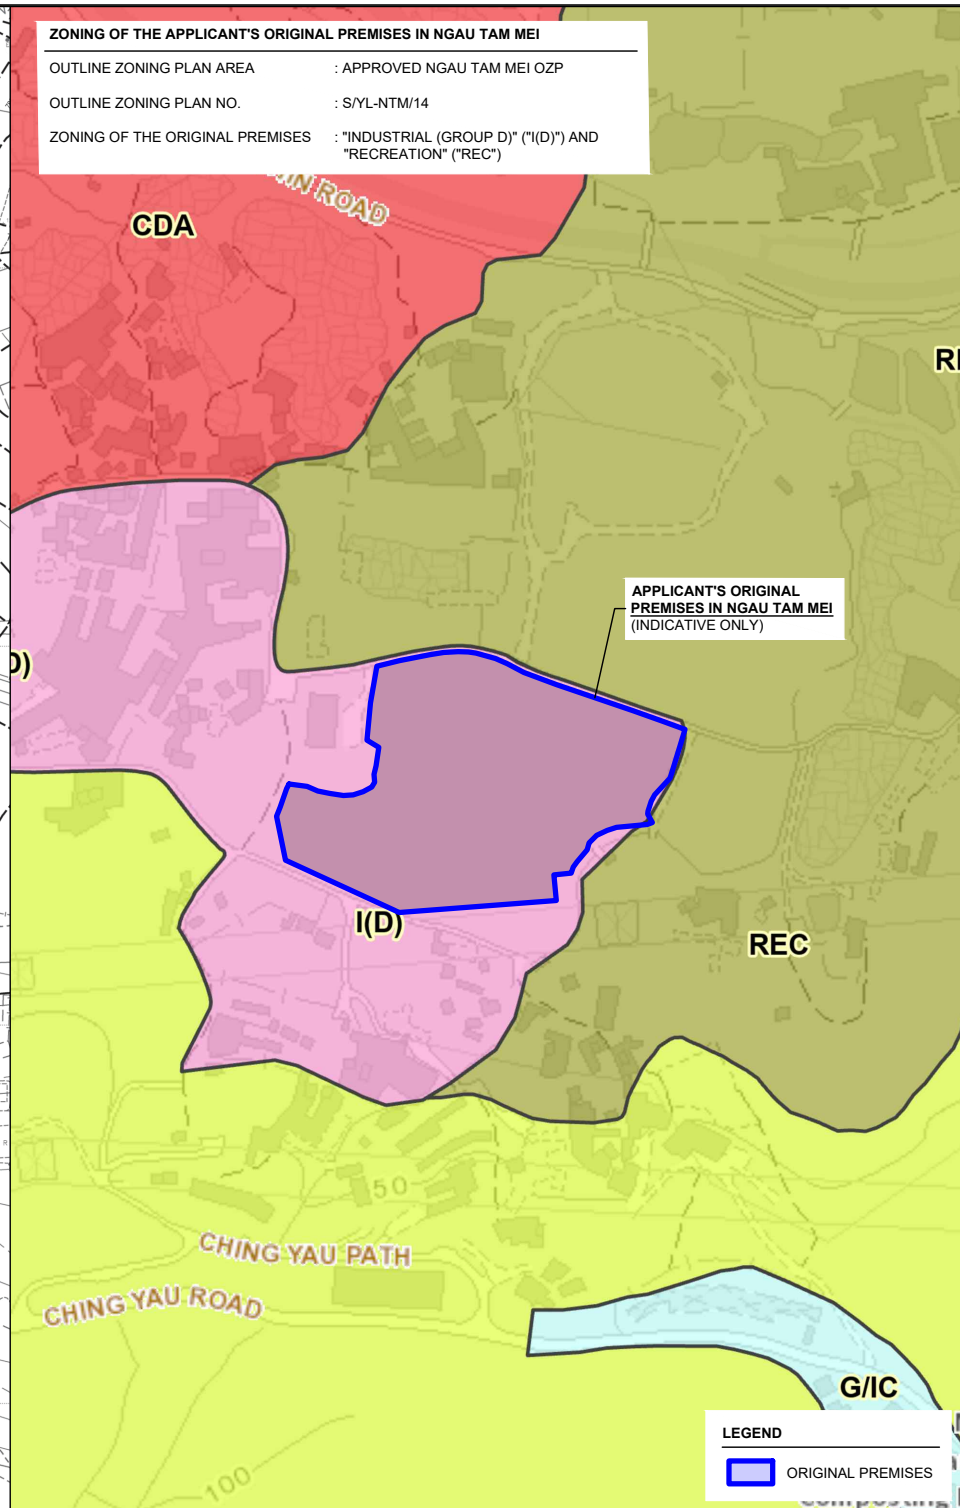 ZONING OF THE APPLICANT'S ORIGINAL PREMISES IN NGAU TAM MEI
OUTLINE ZONING PLAN AREA : APPROVED NGAU TAM MEI OZP
OUTLINE ZONING PLAN NO. : S/YL-NTM/14
ZONING OF THE ORIGINAL PREMISES : "INDUSTRIAL (GROUP D)" ("I(D)") AND
"RECREATION" ("REC")
ROAD
CDA
APPLICANT'S ORIGINAL
PREMISES IN NGAU TAM MEI
(INDICATIVE ONLY)
I(D)
REC
50
CHING YAU PATH
CHING YAU ROAD
G/IC
100
LEGEND
ORIGINAL PREMISES